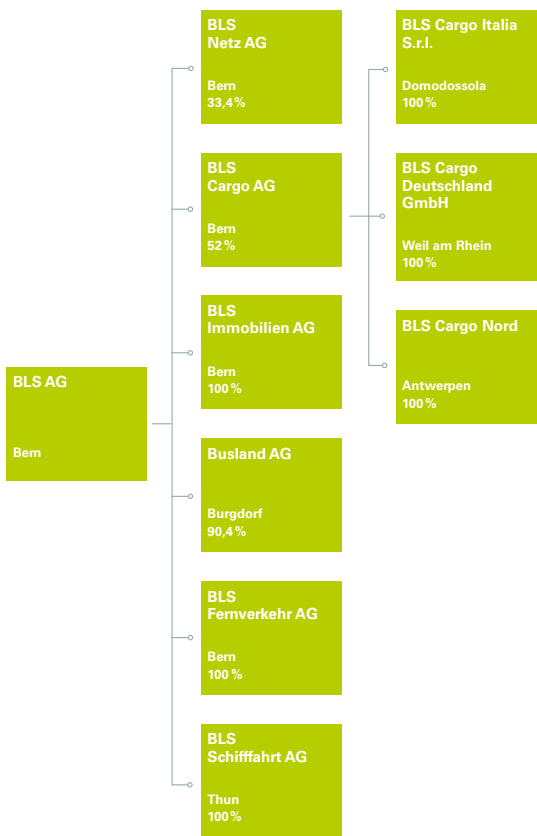 BLS AG
Bern
BLS
Netz AG
Bern
33,4 %
BLS
Cargo AG
Bern
52 %
BLS
Immobilien AG
Bern
100 %
Busland AG
Burgdorf
90,4 %
BLS
Fernverkehr AG
Bern
100 %
BLS
Schifffahrt AG
Thun
100 %
BLS Cargo Italia
S.r.l.
Domodossola
100 %
BLS Cargo
Deutschland
GmbH
Weil am Rhein
100 %
BLS Cargo Nord
Antwerpen
100 %